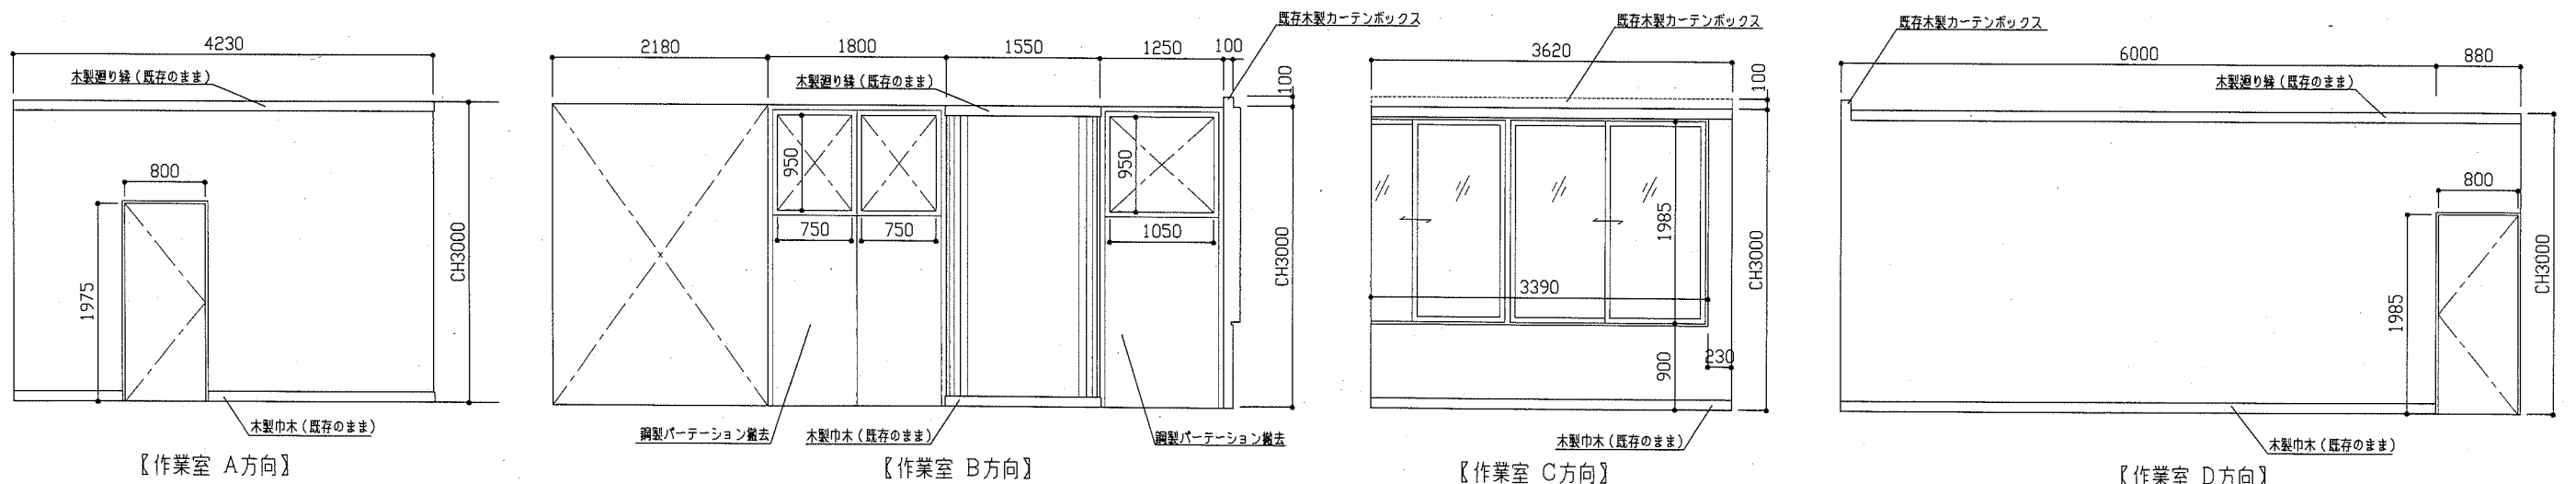 4230
木製廻り縁(既存のまま)
800
1975
CH3000
木製巾木(既存のまま)
【作業室 A方向】
既存木製カーテンボックス
2180
1800
1550
1250
100
木製廻り縁(既存のまま)
100
950
750
750
950
1050
CH3000
鋼製パーテーション撤去
木製巾木(既存のまま)
鋼製パーテーション撤去
【作業室 B方向】
既存木製カーテンボックス
3620
100
1985
3390
CH3000
900
230
木製巾木(既存のまま)
【作業室 C方向】
既存木製カーテンボックス
6000
880
木製廻り縁(既存のまま)
800
1985
CH3000
木製巾木(既存のまま)
【作業室 D方向】